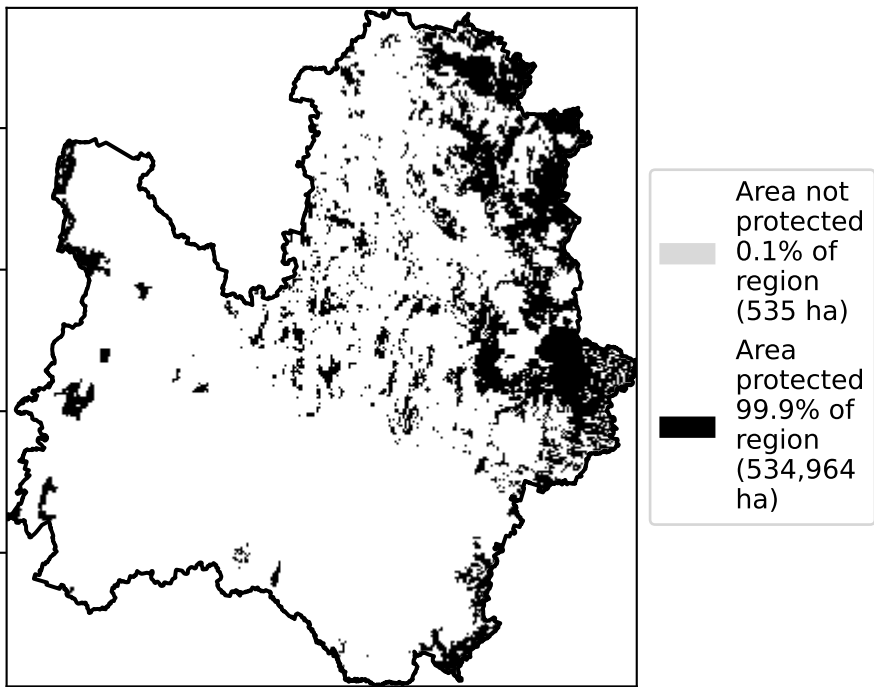 Area not
protected
0.1% of
region
(535 ha)
Area
protected
99.9% of
region
(534,964
ha)